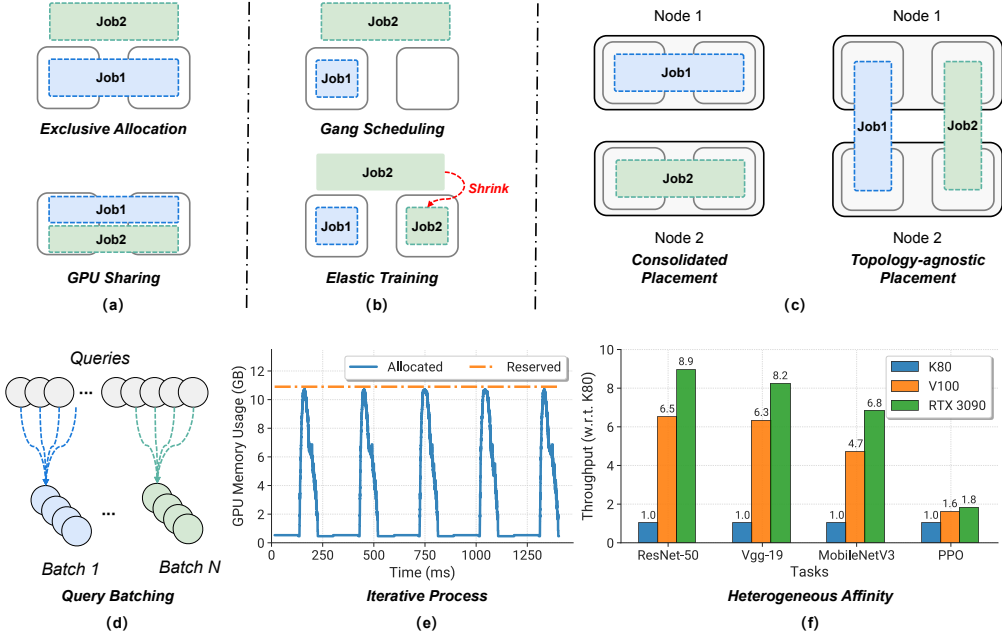 Job2
Job1
Exclusive Allocation
Job1
Job2
GPU Sharing
(a)
Job2
Job1
Gang Scheduling
Job2
Shrink
Job1
Job2
Elastic Training
(b)
Node 1
Node 1
Job1
Job1
Job2
Job2
Node 2
Node 2
Consolidated
Placement
Topology-agnostic
Placement
(c)
Queries
...
...
Batch 1
Batch N
Query Batching
(d)
GPU Memory Usage (GB)
12
10
8
6
4
2
0
Allocated
Reserved
0
250
500
750
1000
1250
Time (ms)
Iterative Process
(e)
Throughput (w.r.t. K80)
10
8
6
4
2
0
K80
V100
RTX 3090
1.0
6.5
8.9
1.0
6.3
8.2
1.0
4.7
6.8
1.0
1.6
1.8
ResNet-50
Vgg-19
MobileNetV3
PPO
Tasks
Heterogeneous Affinity
(f)